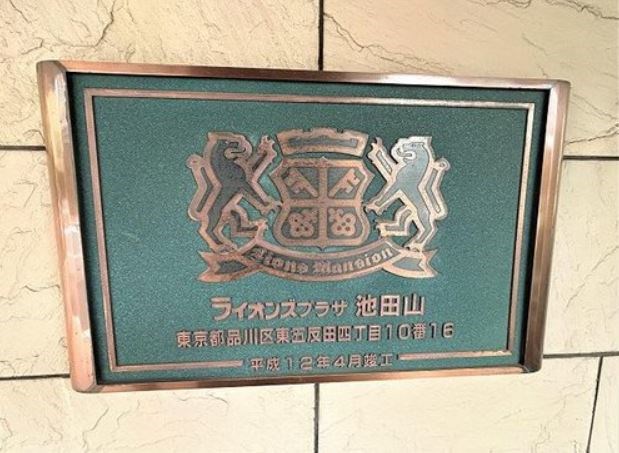 Lions Mansion
ライオンズプラザ 池田山
東京都品川区東五反田四丁目10番16
平成12年4月竣工